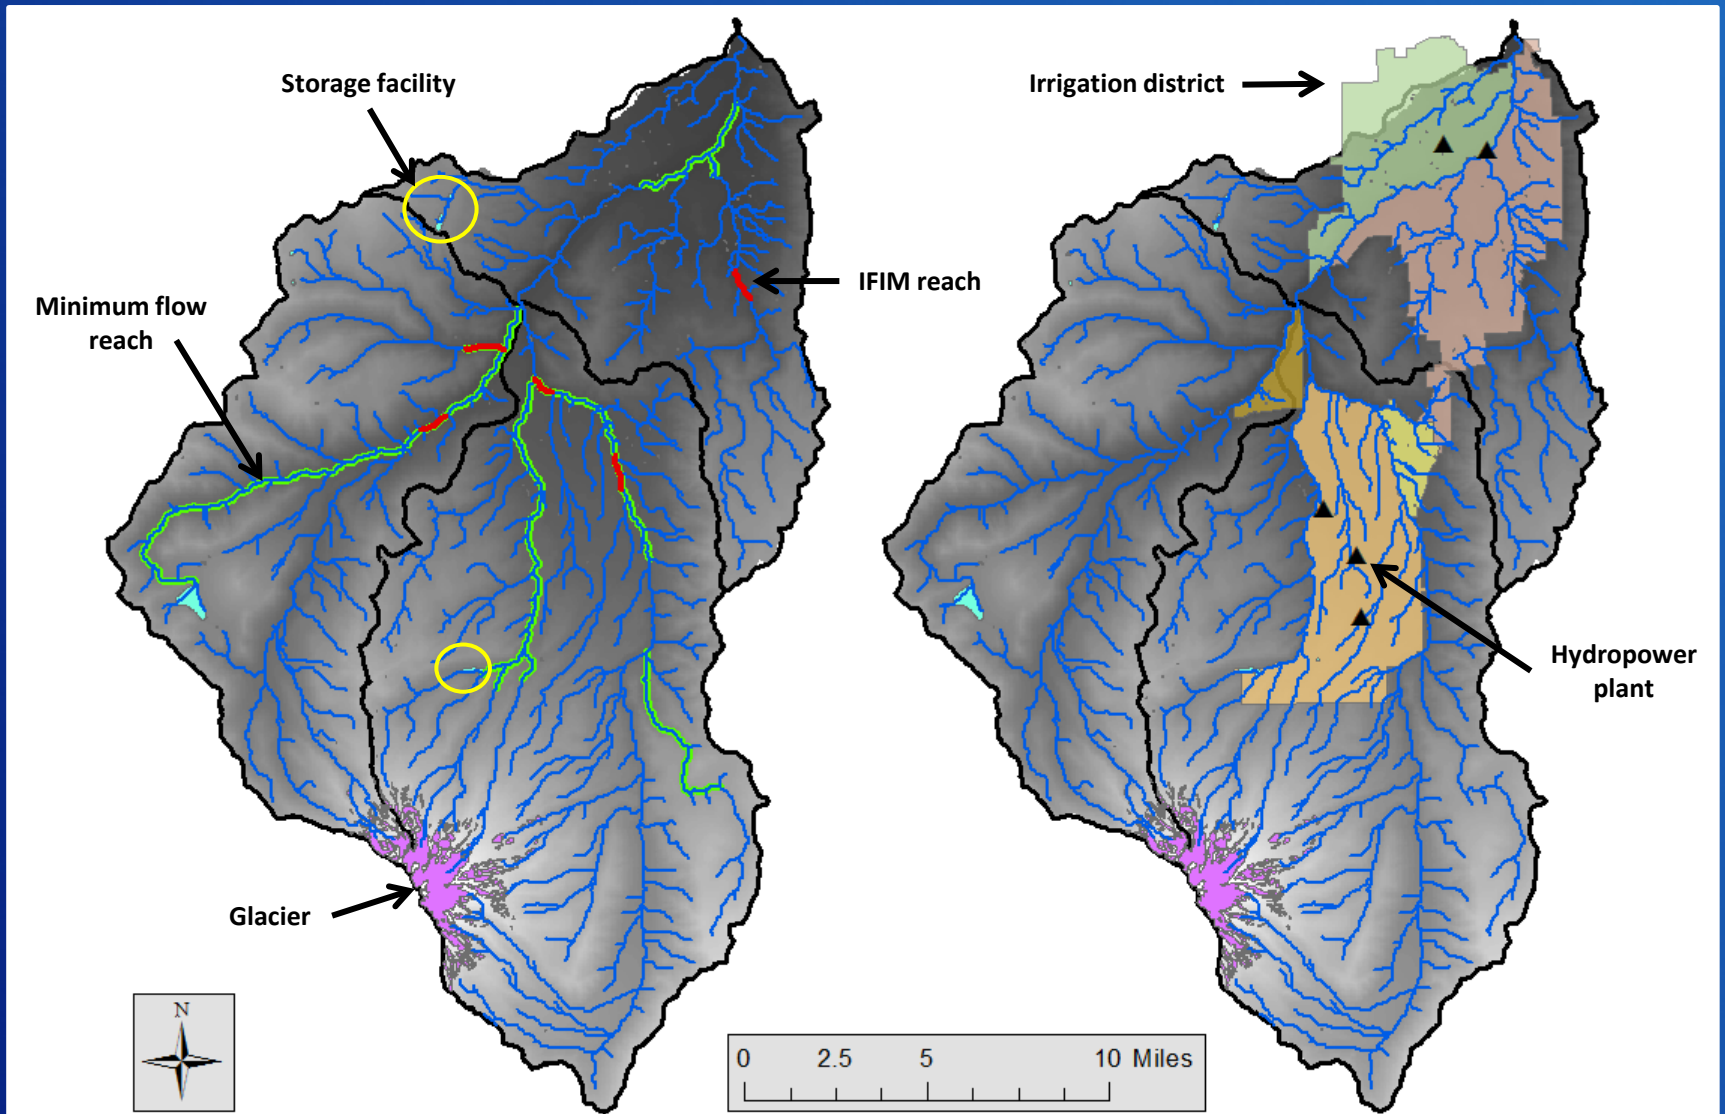 Storage facility
Irrigation district
IFIM reach
Minimum flow
reach
Hydropower
plant
Glacier
N
0 2.5 5 10 Miles